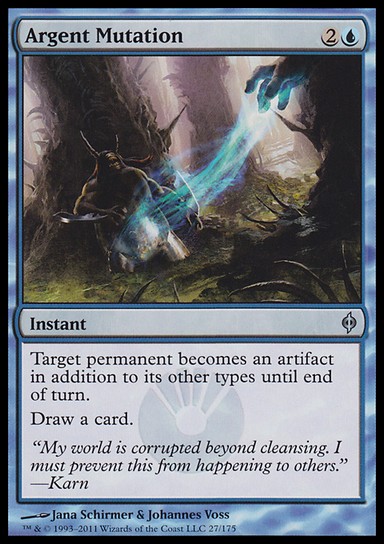 Argent Mutation 2
Instant
Target permanent becomes an artifact
in addition to its other types until end
of turn.
Draw a card.
“My world is corrupted beyond cleansing. I
must prevent this from happening to others.”
—Karn
Jana Schirmer & Johannes Voss
™ & © 1993–2011 Wizards of the Coast LLC 27/175